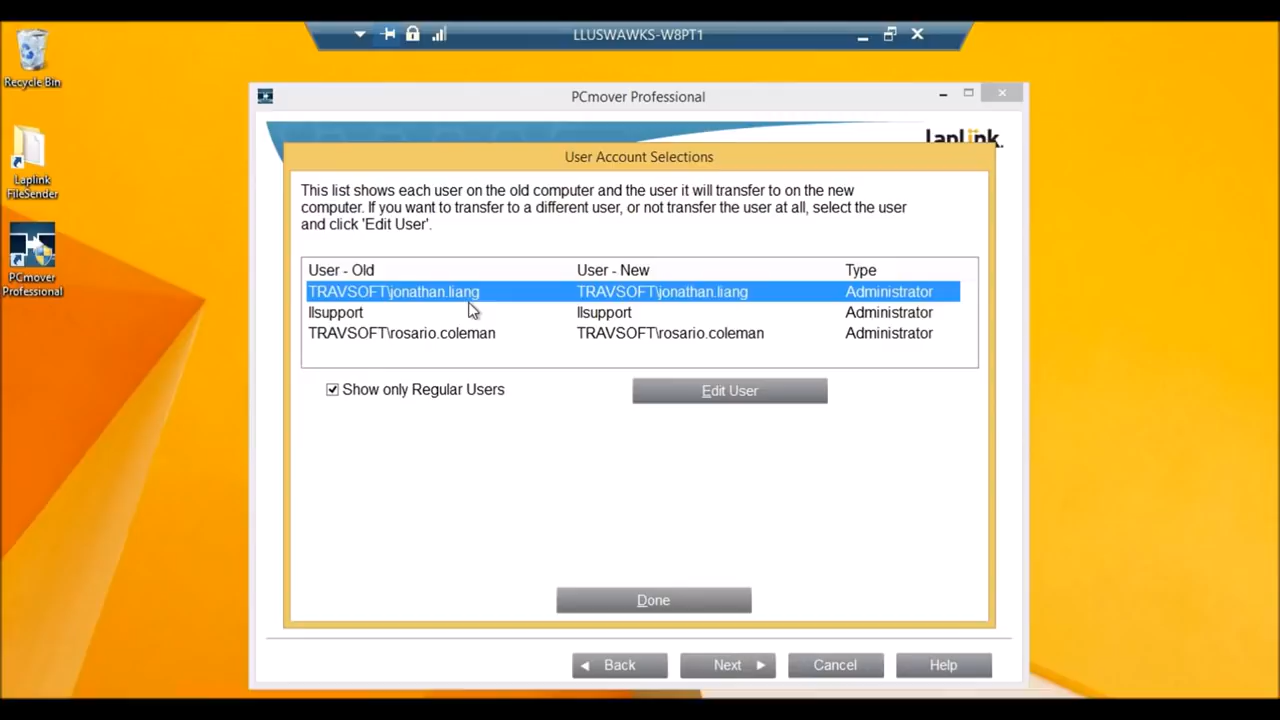 LLUSWAWKS-W8PT1
Recycle Bin
Laplink
FileSender
PCmover
Professional
PCmover Professional
Laplink.
User Account Selections
This list shows each user on the old computer and the user it will transfer to on the new
computer. If you want to transfer to a different user, or not transfer the user at all, select the user
and click 'Edit User'.
User - Old User - New Type
TRAVSOFT\jonathan.liang TRAVSOFT\jonathan.liang Administrator
llsupport llsupport Administrator
TRAVSOFT\rosario.coleman TRAVSOFT\rosario.coleman Administrator
Show only Regular Users Edit User
Done
Back Next Cancel Help